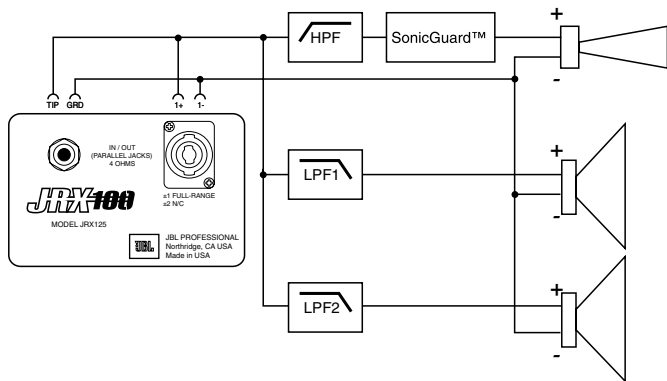 HPF
SonicGuard™
+
-
TIP
GRD
1+
1-
IN / OUT
(PARALLEL JACKS)
4 OHMS
JRX100
±1 FULL-RANGE
±2 N/C
MODEL JRX125
JBL
JBL PROFESSIONAL
Northridge, CA USA
Made in USA
LPF1
+
-
LPF2
+
-